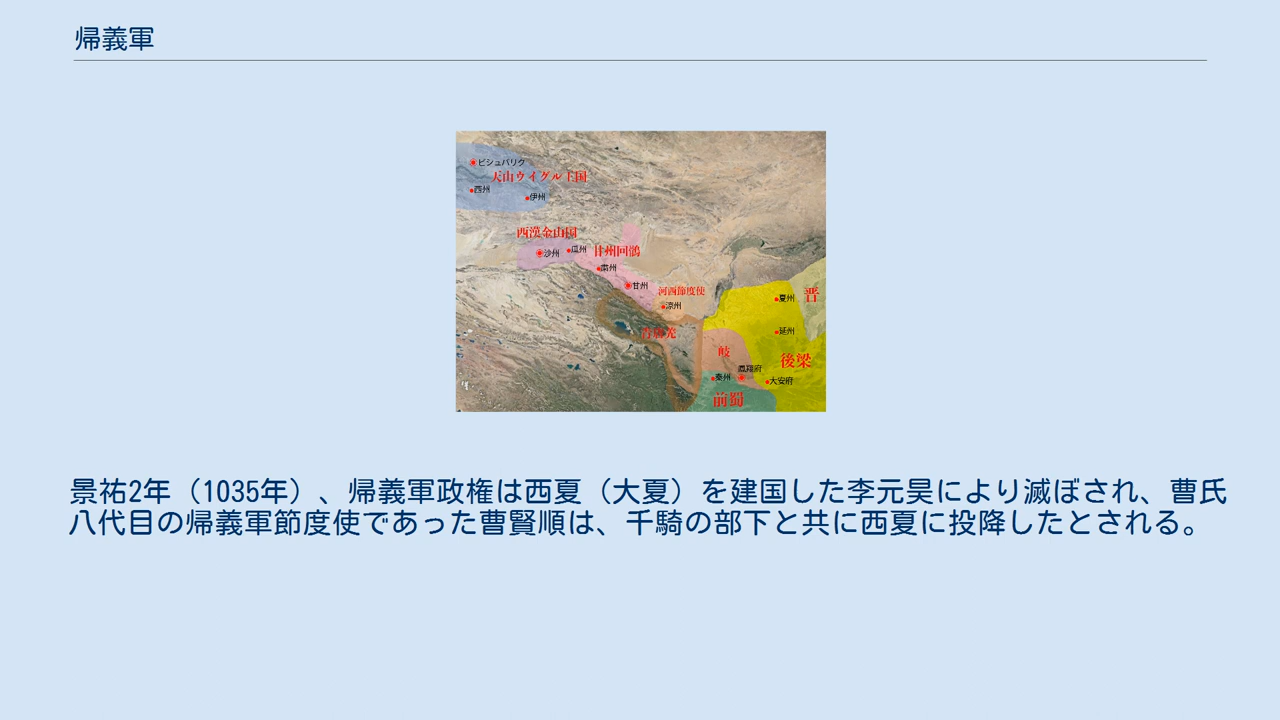 帰義軍
ビシュバリク
天山ウイグル王国
西州
伊州
西漢金山国
沙州
瓜州
甘州回鶻
粛州
甘州
河西節度使
涼州
夏州
晋
延州
岐
後梁
鳳翔府
秦州
大安府
前蜀
景祐2年（1035年）、帰義軍政権は西夏（大夏）を建国した李元昊により滅ぼされ、曹氏
八代目の帰義軍節度使であった曹賢順は、千騎の部下と共に西夏に投降したとされる。